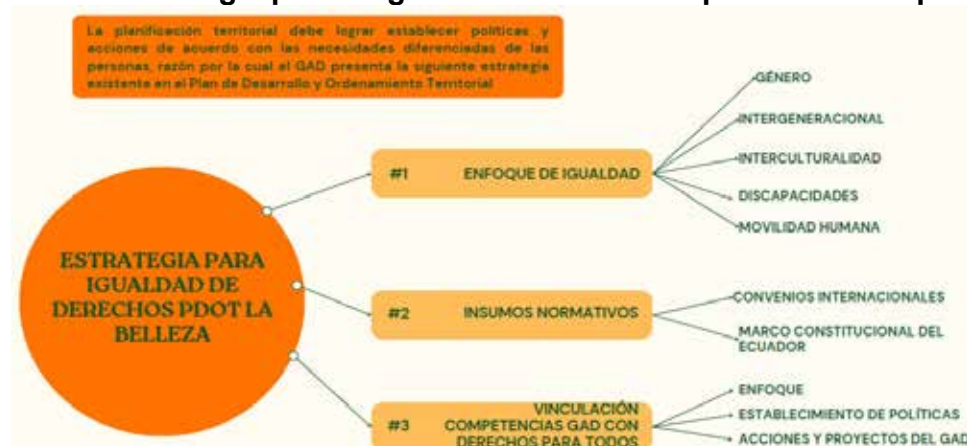 La planificación territorial debe lograr establecer políticas y
acciones de acuerdo con las necesidades diferenciadas de las
personas, razón por la cual el GAD presenta la siguiente estrategia
existente en el Plan de Desarrollo y Ordenamiento Territorial
ESTRATEGIA PARA
IGUALDAD DE
DERECHOS PDOT LA
BELLEZA
#1 ENFOQUE DE IGUALDAD
GÉNERO
INTERGENERACIONAL
INTERCULTURALIDAD
DISCAPACIDADES
MOVILIDAD HUMANA
#2 INSUMOS NORMATIVOS
CONVENIOS INTERNACIONALES
MARCO CONSTITUCIONAL DEL
ECUADOR
VINCULACIÓN
#3 COMPETENCIAS GAD CON
DERECHOS PARA TODOS
ENFOQUE
ESTABLECIMIENTO DE POLÍTICAS
ACCIONES Y PROYECTOS DEL GAD